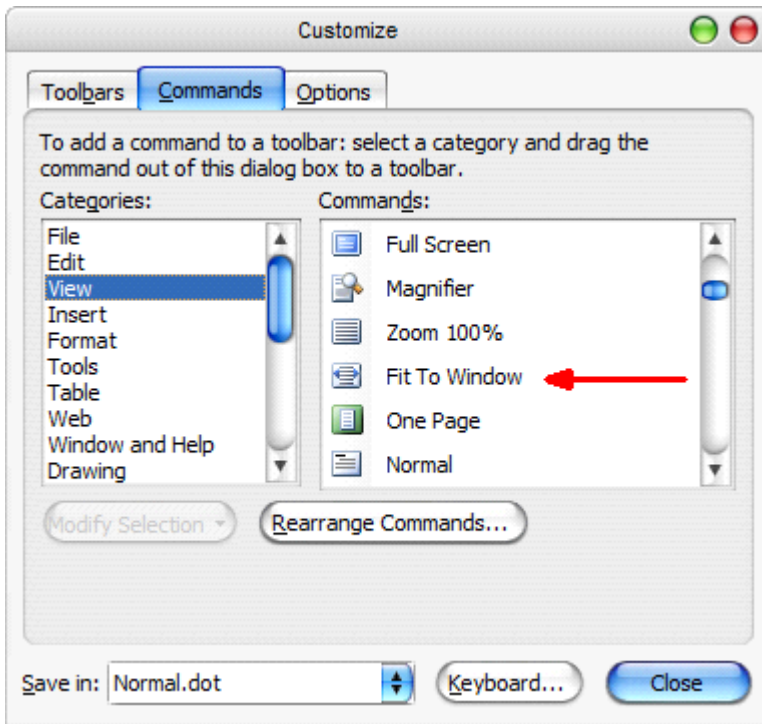 Customize
Toolbars Commands Options
To add a command to a toolbar: select a category and drag the
command out of this dialog box to a toolbar.
Categories: Commands:
File
Edit
View
Insert
Format
Tools
Table
Web
Window and Help
Drawing
Full Screen
Magnifier
Zoom 100%
Fit To Window
One Page
Normal
Modify Selection Rearrange Commands...
Save in: Normal.dot Keyboard... Close